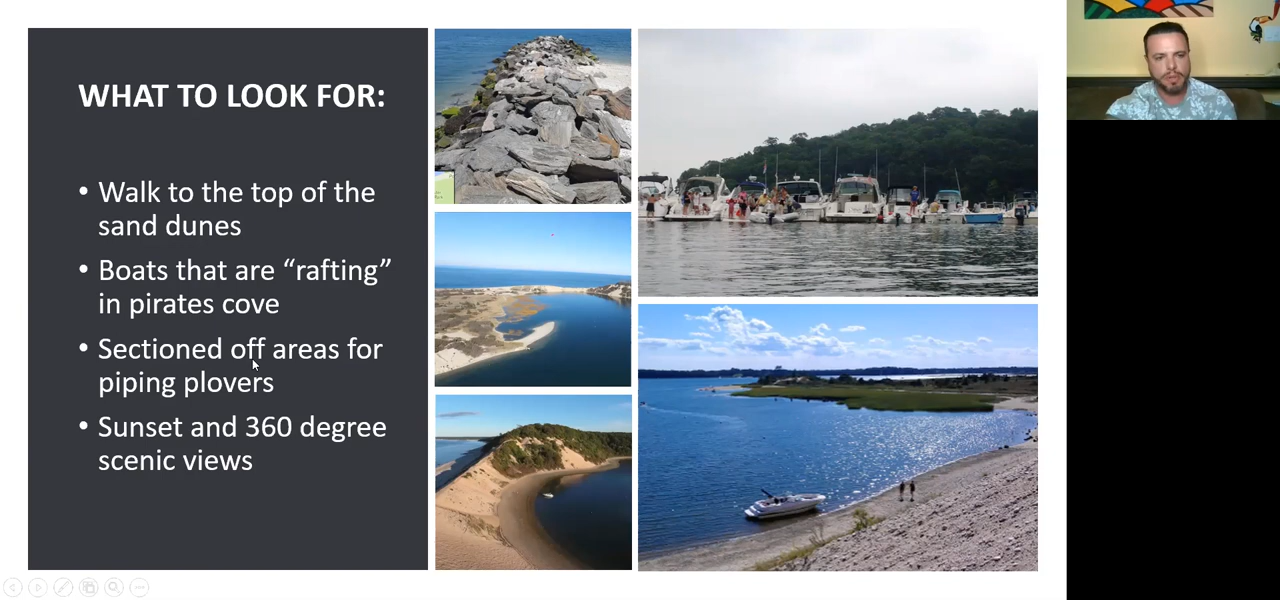 WHAT TO LOOK FOR:
• Walk to the top of the
sand dunes
• Boats that are “rafting”
in pirates cove
• Sectioned off areas for
piping plovers
• Sunset and 360 degree
scenic views